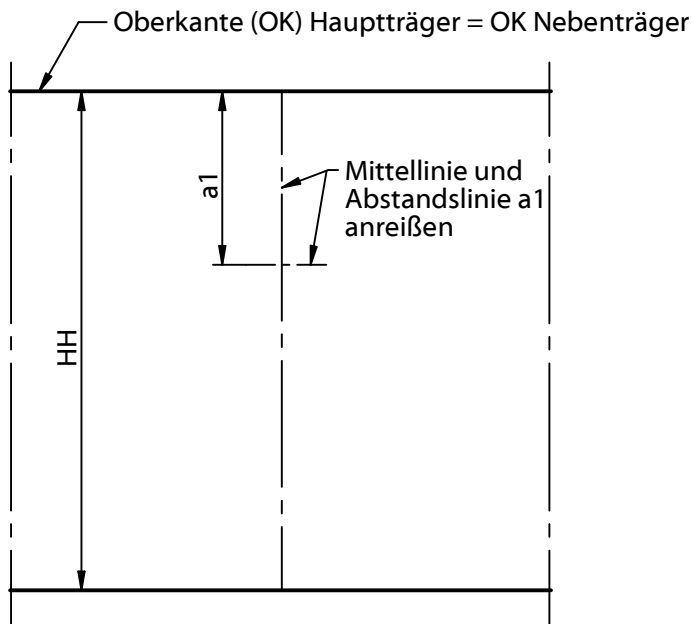 Oberkante (OK) Hauptträger = OK Nebenträger
a1
Mittellinie und
Abstandslinie a1
anreißen
HH